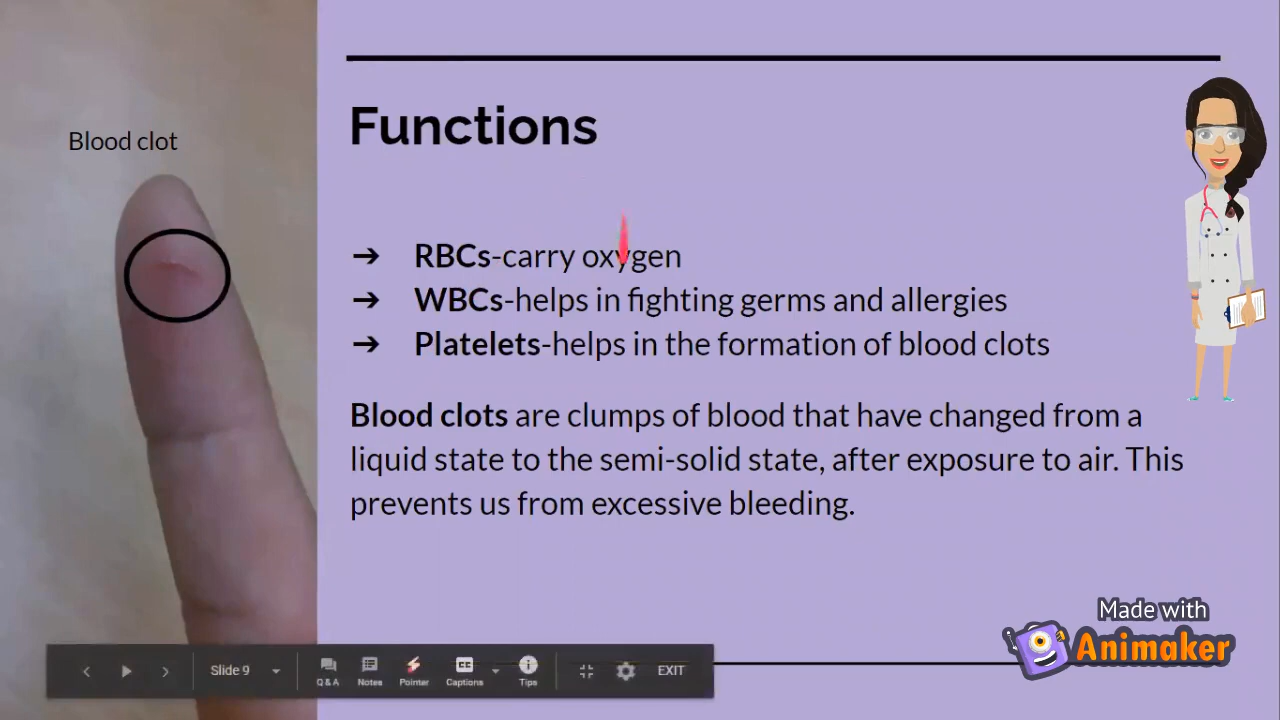 Blood clot
Functions
➔ RBCs-carry oxygen
➔ WBCs-helps in fighting germs and allergies
➔ Platelets-helps in the formation of blood clots
Blood clots are clumps of blood that have changed from a
liquid state to the semi-solid state, after exposure to air. This
prevents us from excessive bleeding.
Made with
Animaker
Slide 9
Q & A
Notes
Pointer
CC
Captions
Tips
EXIT